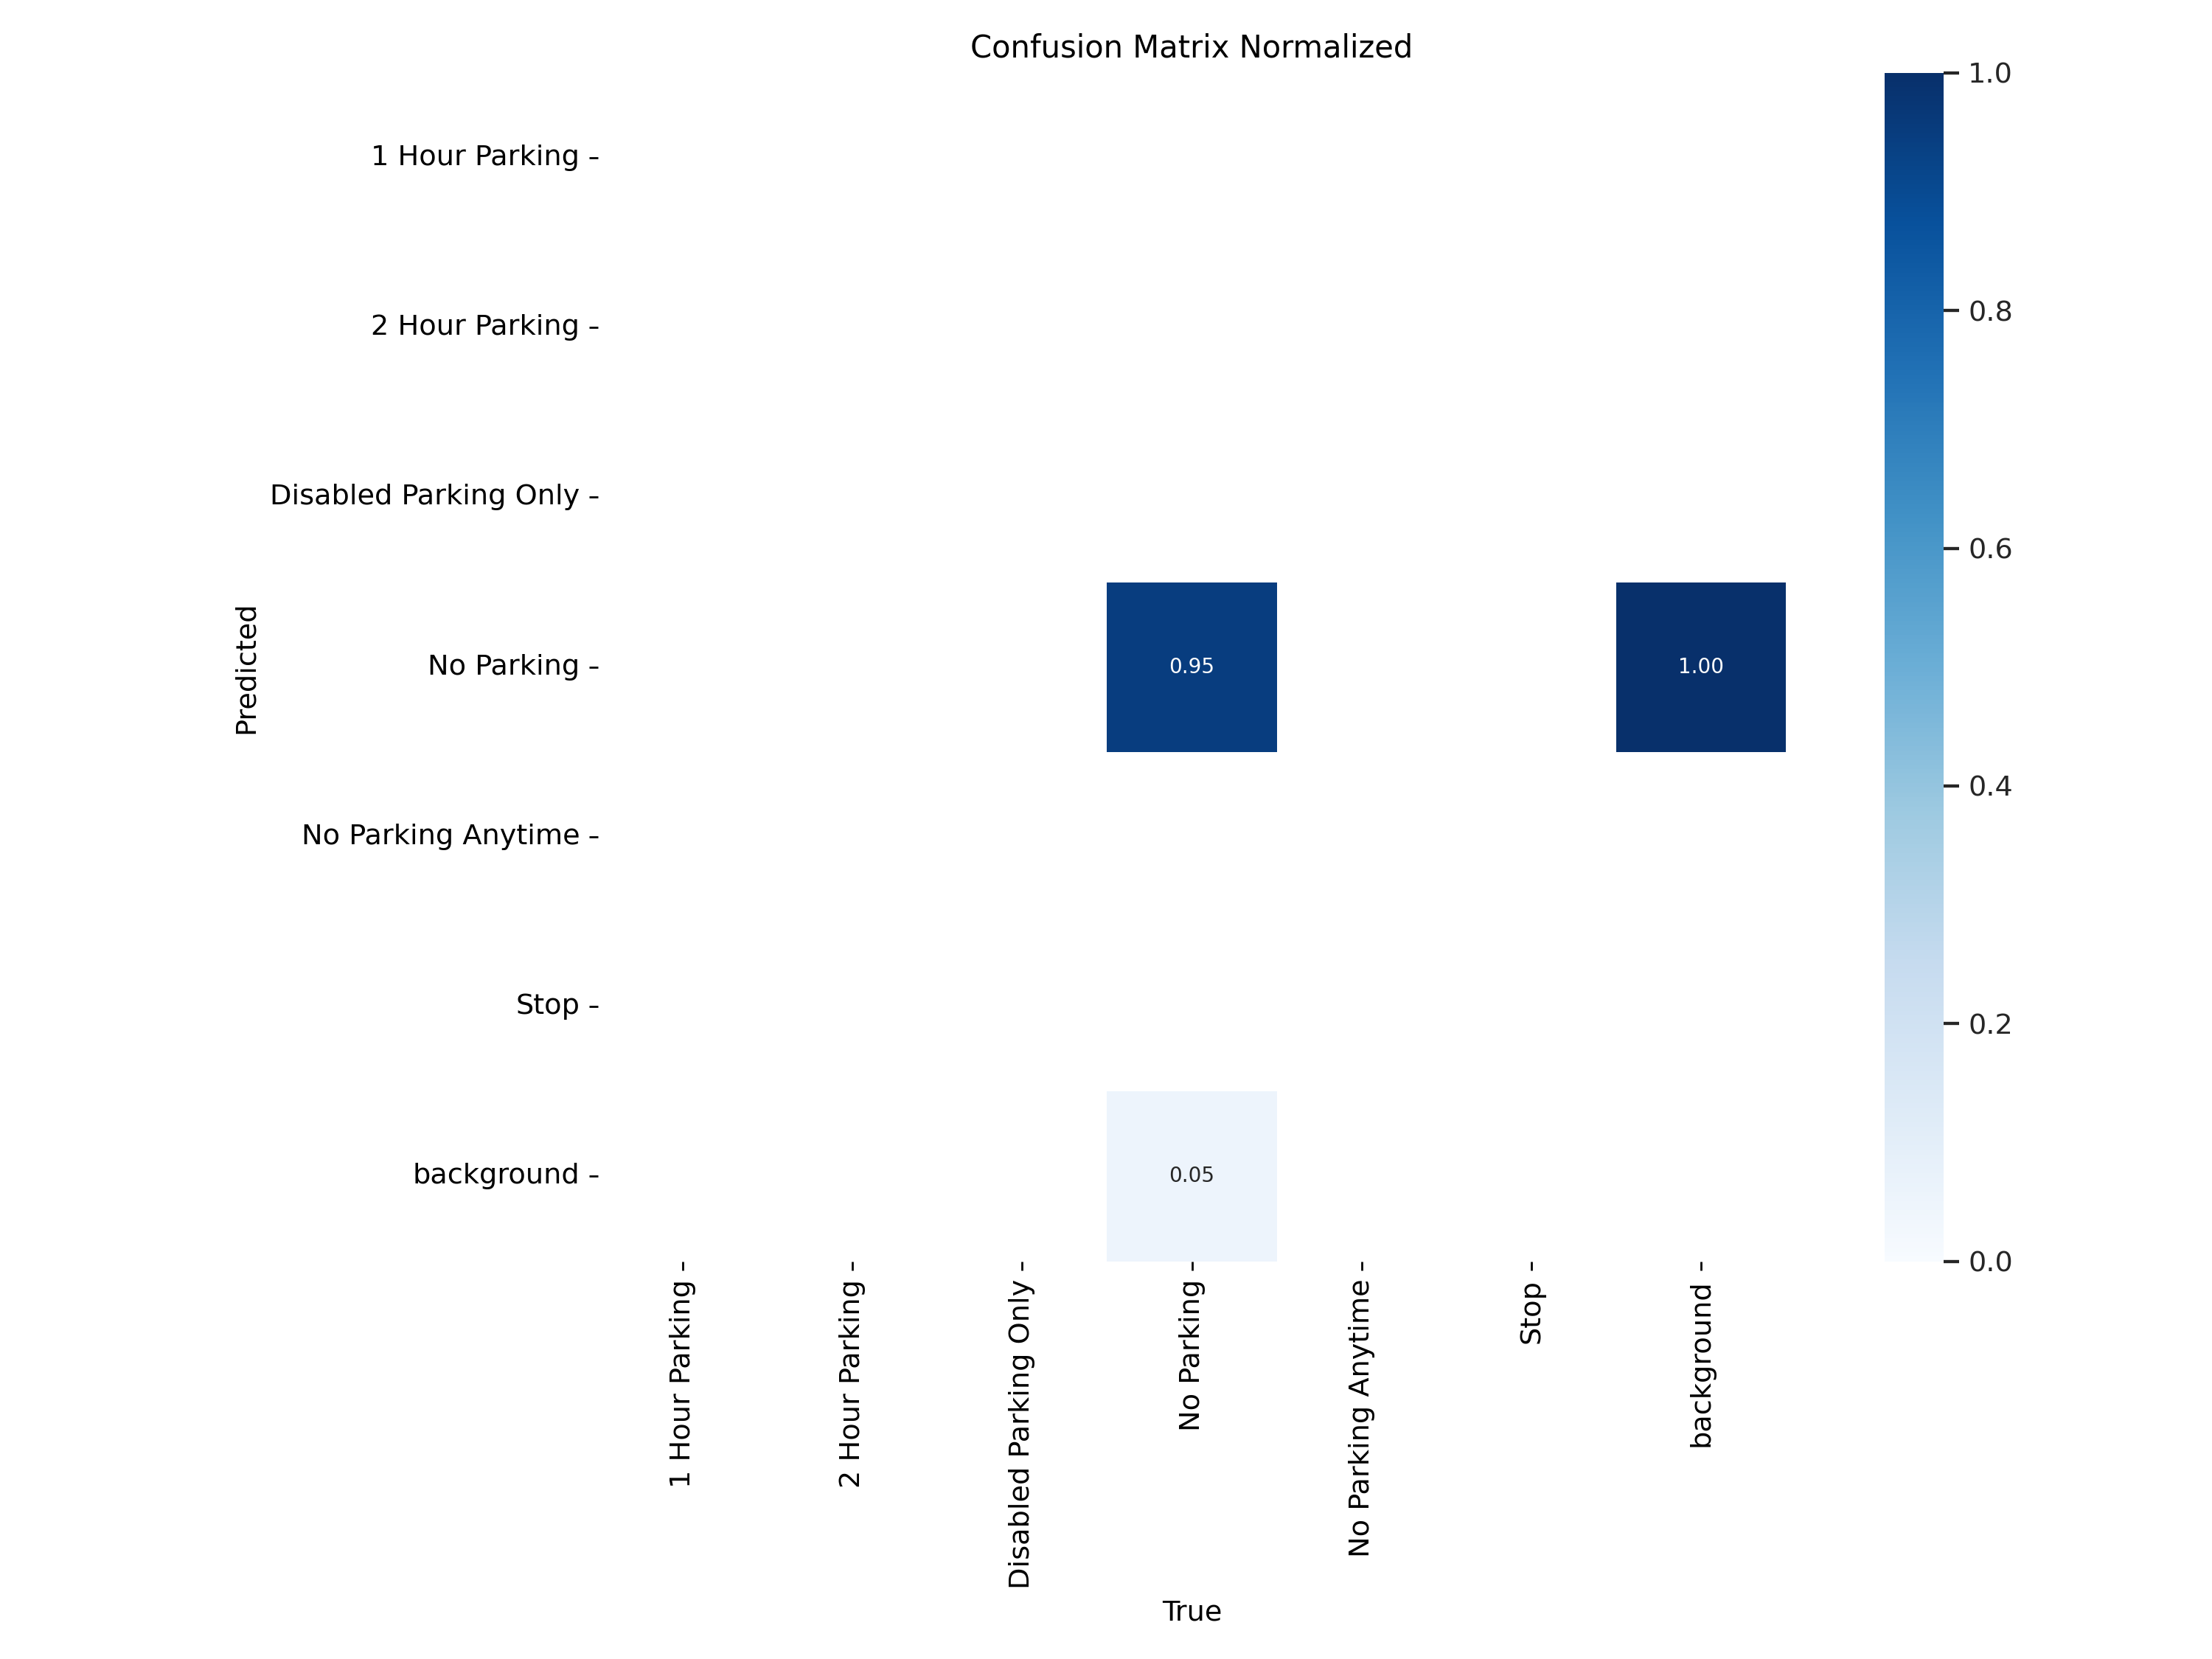 Confusion Matrix Normalized
1.0
1 Hour Parking
2 Hour Parking
0.8
Disabled Parking Only
0.6
Predicted
No Parking
0.95
1.00
0.4
No Parking Anytime
Stop
0.2
background
0.05
0.0
1 Hour Parking
2 Hour Parking
Disabled Parking Only
No Parking
No Parking Anytime
Stop
background
True